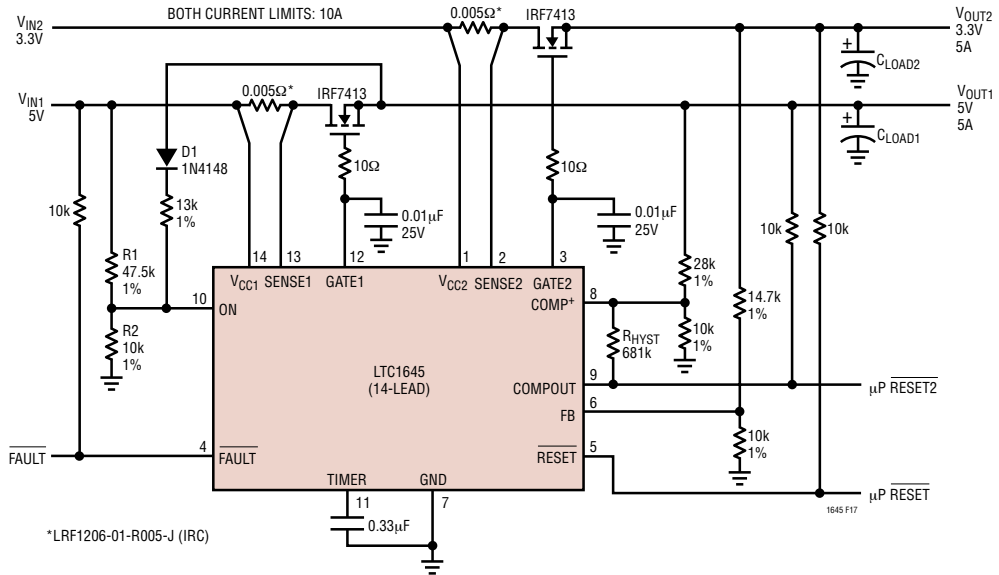 BOTH CURRENT LIMITS: 10A
VIN2
3.3V
0.005Ω*
IRF7413
VOUT2
3.3V
5A
CLOAD2
VIN1
5V
0.005Ω*
IRF7413
VOUT1
5V
5A
CLOAD1
D1
1N4148
10Ω
10Ω
10k
13k
1%
0.01µF
25V
0.01µF
25V
10k
10k
R1
47.5k
1%
14
13
12
1
2
3
VCC1
SENSE1
GATE1
VCC2
SENSE2
GATE2
28k
1%
14.7k
1%
10
ON
COMP+
8
R2
10k
1%
RHYST
681k
10k
1%
LTC1645
(14-LEAD)
COMPOUT
9
µP RESET2
FB
6
10k
1%
FAULT
4
FAULT
RESET
5
TIMER
GND
11
7
µP RESET
1645 F17
0.33µF
*LRF1206-01-R005-J (IRC)